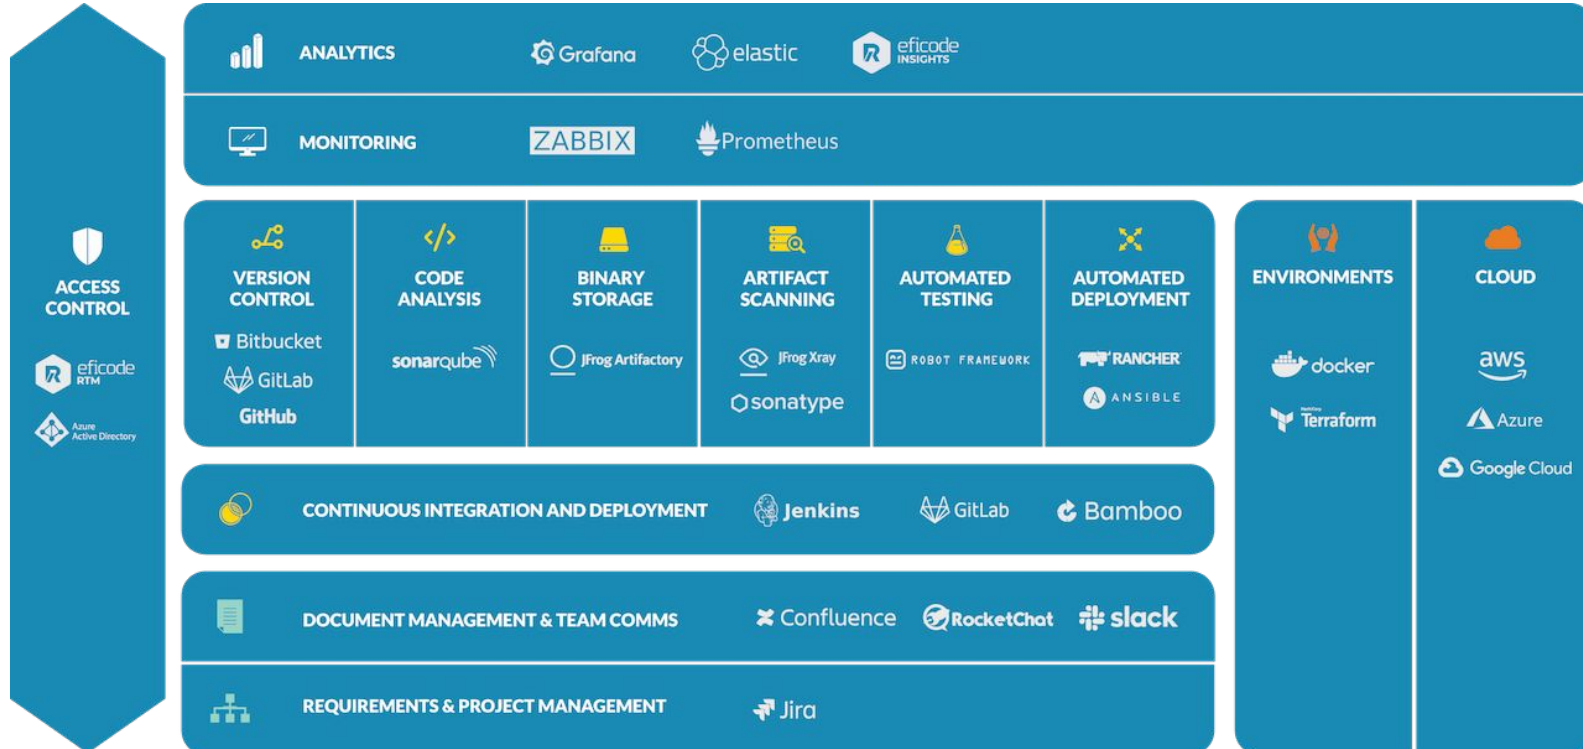 ANALYTICS
Grafana
elastic
eficode
INSIGHTS
MONITORING
ZABBIX
Prometheus
ACCESS
CONTROL
eficode
RTM
Azure
Active Directory
VERSION
CONTROL
Bitbucket
GitLab
GitHub
CODE
ANALYSIS
sonarqube
BINARY
STORAGE
JFrog Artifactory
ARTIFACT
SCANNING
JFrog Xray
sonatype
AUTOMATED
TESTING
ROBOT FRAMEWORK
AUTOMATED
DEPLOYMENT
RANCHER
ANSIBLE
ENVIRONMENTS
docker
HashiCorp
Terraform
CLOUD
aws
Azure
Google Cloud
CONTINUOUS INTEGRATION AND DEPLOYMENT
Jenkins
GitLab
Bamboo
DOCUMENT MANAGEMENT & TEAM COMMS
Confluence
RocketChat
slack
REQUIREMENTS & PROJECT MANAGEMENT
Jira